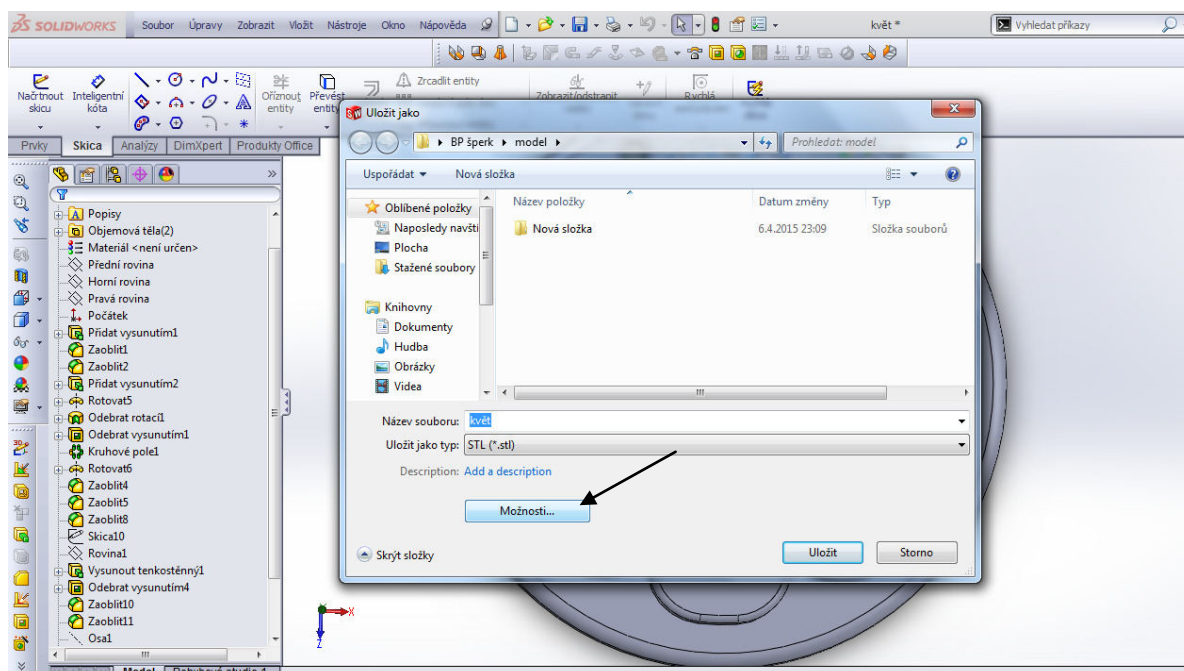 SOLIDWORKS Soubor Úpravy Zobrazit Vložit Nástroje Okno Nápověda květ * Vyhledat příkazy
Načrtnout skicu
Inteligentní kóta
Oříznout entity
Převést entity
Zrcadlit entity
Zobrazit/odstranit
Rychlá
Prvky Skica Analýzy DimXpert Produkty Office
Popisy
Objemová těla(2)
Materiál <není určen>
Přední rovina
Horní rovina
Pravá rovina
Počátek
Přidat vysunutím1
Zaoblit1
Zaoblit2
Přidat vysunutím2
Rotovat5
Odebrat rotací1
Odebrat vysunutím1
Kruhové pole1
Rotovat6
Zaoblit4
Zaoblit5
Zaoblit8
Skica10
Rovina1
Vysunout tenkostěnný1
Odebrat vysunutím4
Zaoblit10
Zaoblit11
Osa1
Model Pohybová studie 1
Uložit jako
BP šperk model Prohledat: model
Uspořádat Nová složka
Oblíbené položky
Naposledy navští
Plocha
Stažené soubory
Knihovny
Dokumenty
Hudba
Obrázky
Videa
Název položky Datum změny Typ
Nová složka 6.4.2015 23:09 Složka souborů
Název souboru: květ
Uložit jako typ: STL (*.stl)
Description: Add a description
Možnosti...
Skrýt složky Uložit Storno
X
Z